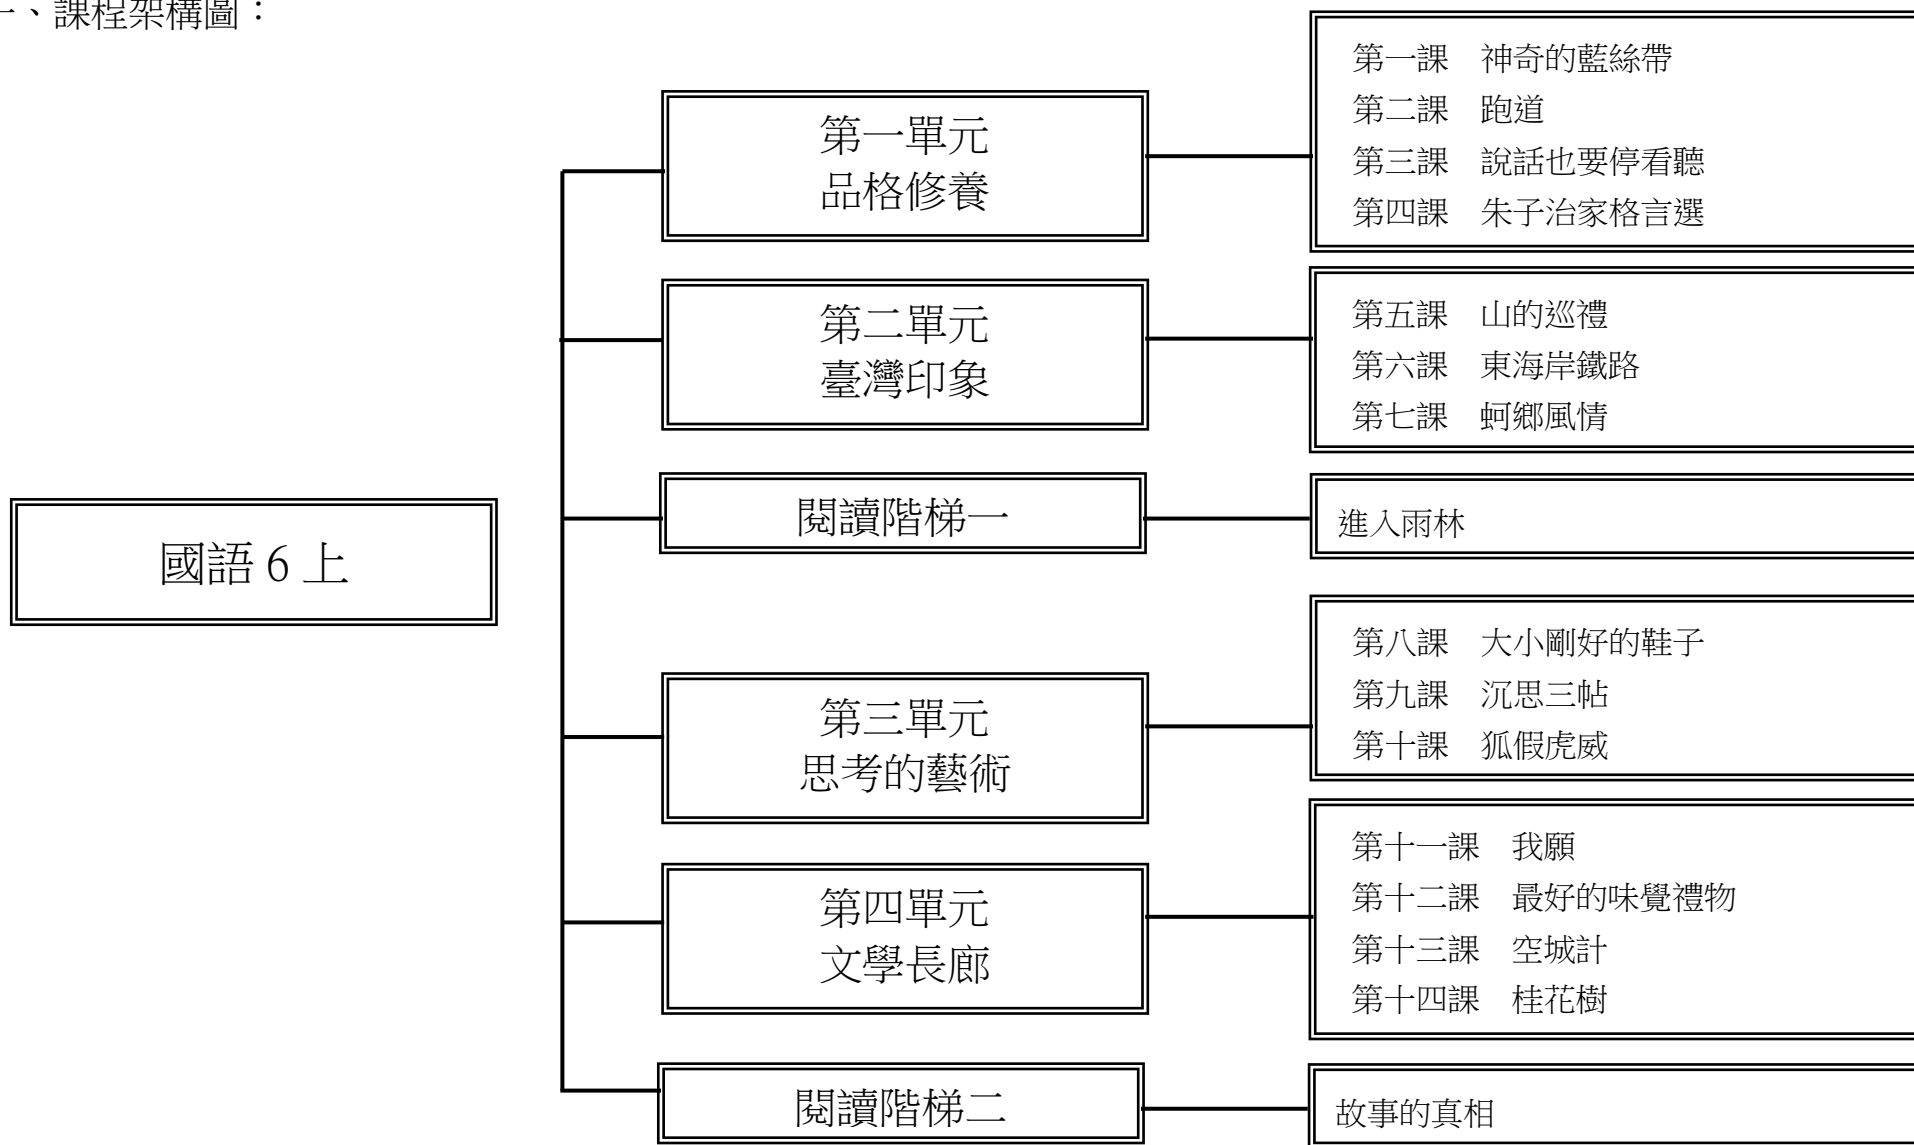 一、課程架構圖：
國語 6 上
第一單元
品格修養
第一課　神奇的藍絲帶
第二課　跑道
第三課　說話也要停看聽
第四課　朱子治家格言選
第二單元
臺灣印象
第五課　山的巡禮
第六課　東海岸鐵路
第七課　蚵鄉風情
閱讀階梯一
進入雨林
第三單元
思考的藝術
第八課　大小剛好的鞋子
第九課　沉思三帖
第十課　狐假虎威
第四單元
文學長廊
第十一課　我願
第十二課　最好的味覺禮物
第十三課　空城計
第十四課　桂花樹
閱讀階梯二
故事的真相